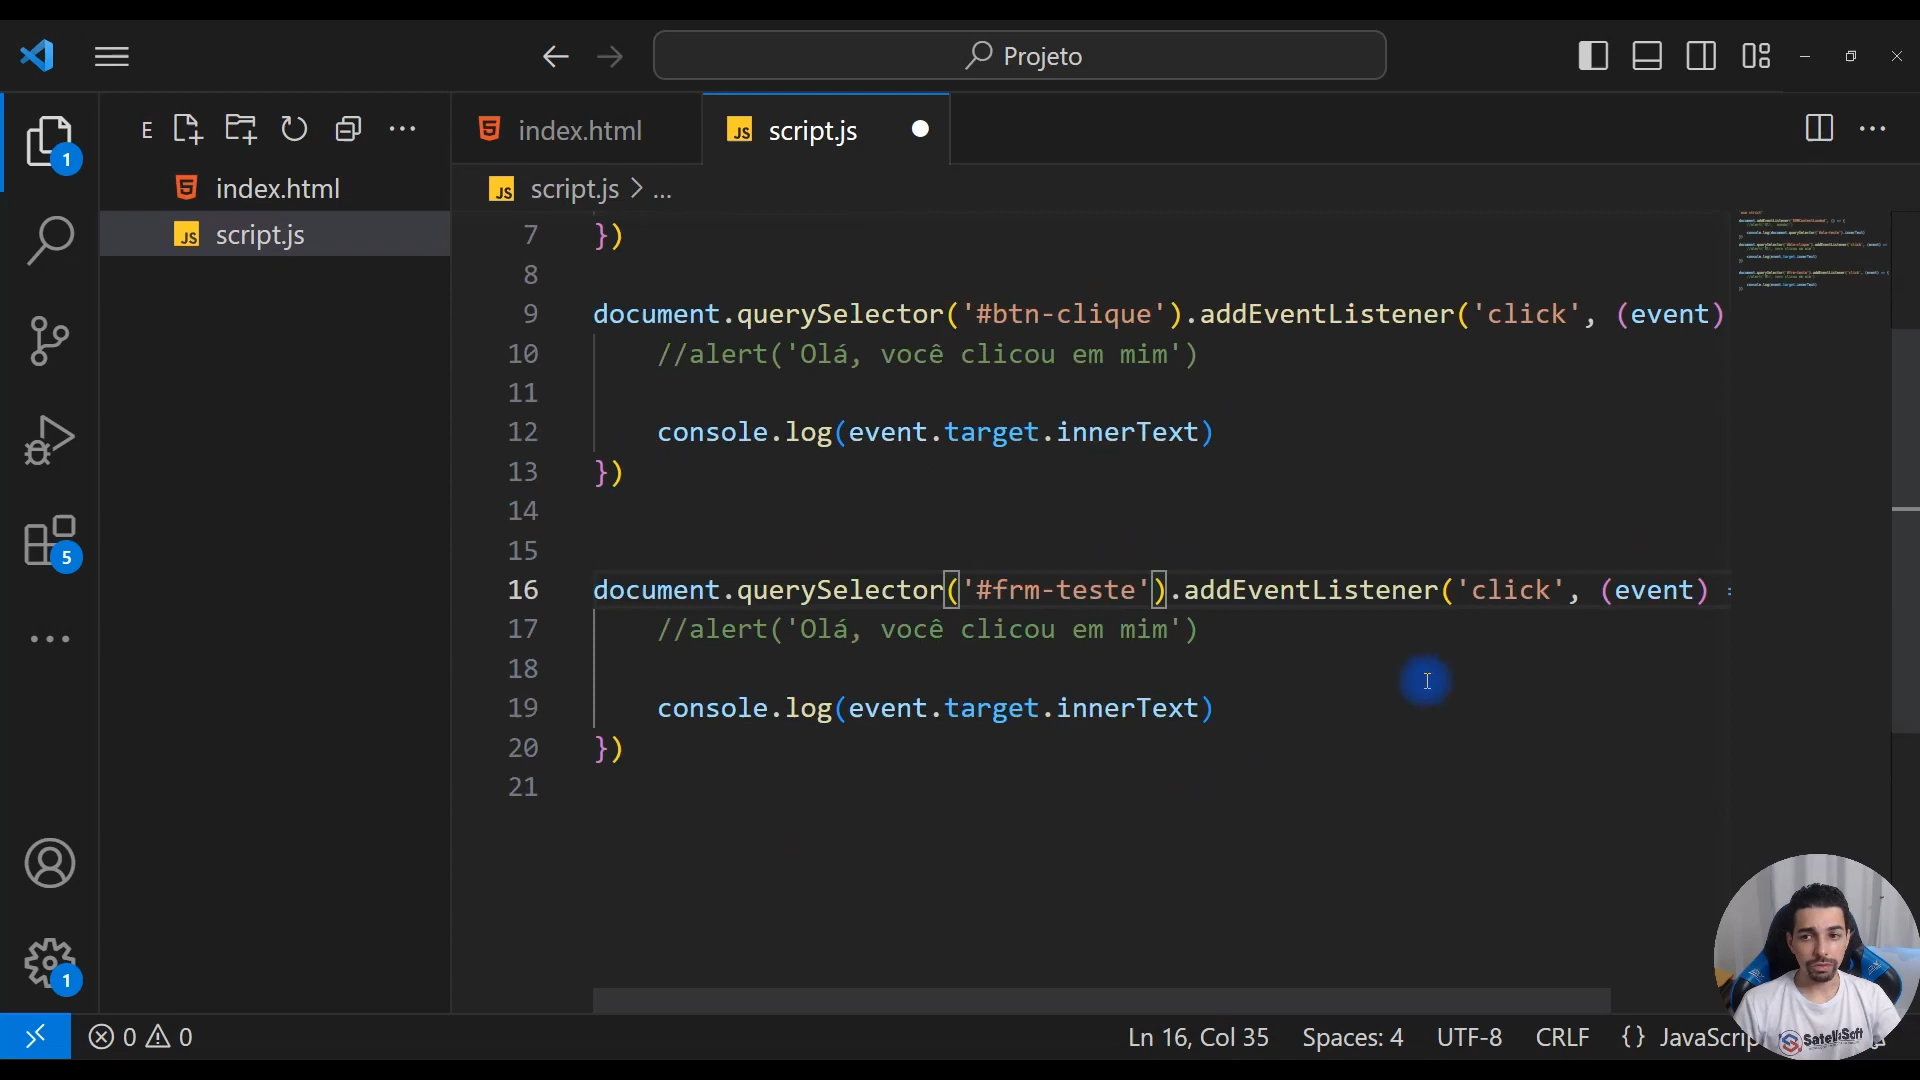 Projeto
E
index.html
script.js
index.html
script.js
script.js > ...
1
5
1
7 })
8
9 document.querySelector('#btn-clique').addEventListener('click', (event)
10 //alert('Olá, você clicou em mim')
11
12 console.log(event.target.innerText)
13 })
14
15
16 document.querySelector('#frm-teste').addEventListener('click', (event) =
17 //alert('Olá, você clicou em mim')
18
19 console.log(event.target.innerText)
20 })
21
0 0
Ln 16, Col 35
Spaces: 4
UTF-8
CRLF
{} JavaScrip
SatellaSoft